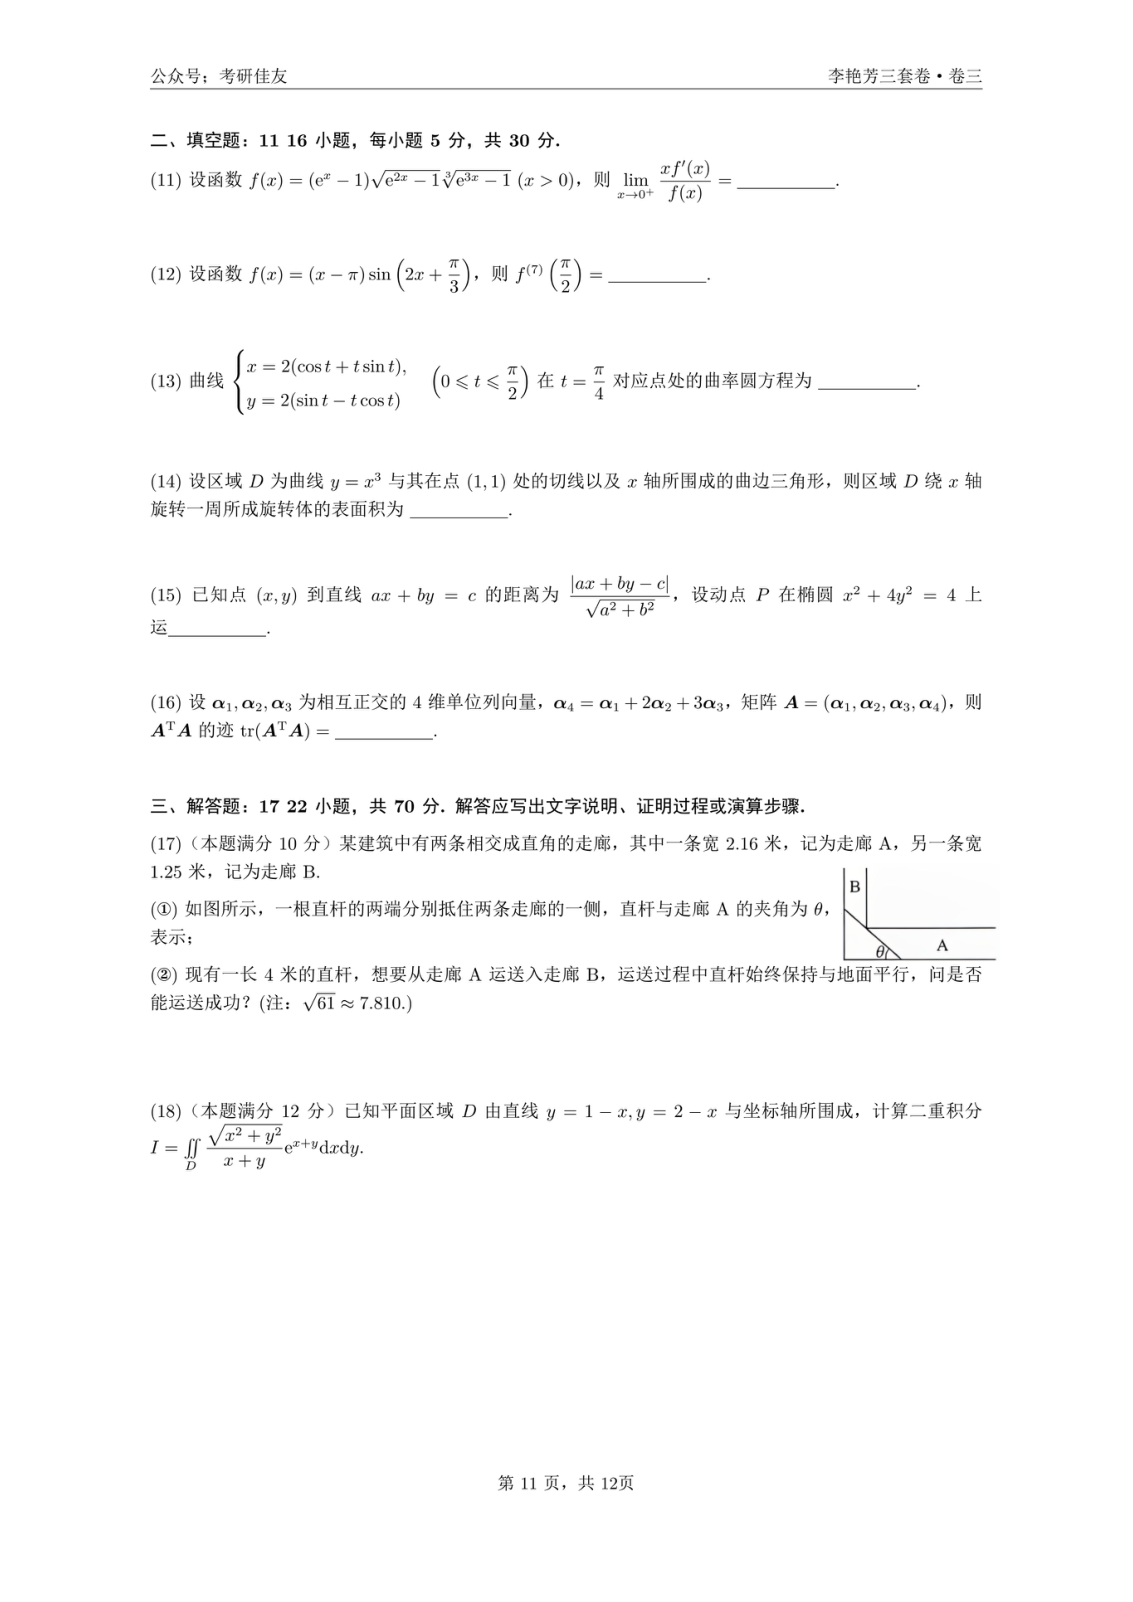 公众号：考研佳友 李艳芳三套卷·卷三
二、填空题：11 16 小题，每小题 5 分，共 30 分.
(11) 设函数 f(x) = (e^x − 1)√(e^{2x} − 1) ∛(e^{3x} − 1) (x > 0)，则 lim_{x→0⁺} xf′(x)/f(x) = ________.
(12) 设函数 f(x) = (x − π) sin (2x + π/3)，则 f^{(7)} (π/2) = ________.
(13) 曲线 { x = 2(cos t + t sin t), y = 2(sin t − t cos t) (0 ⩽ t ⩽ π/2) 在 t = π/4 对应点处的曲率圆方程为 ________.
(14) 设区域 D 为曲线 y = x³ 与其在点 (1, 1) 处的切线以及 x 轴所围成的曲边三角形，则区域 D 绕 x 轴
旋转一周所成旋转体的表面积为 ________.
(15) 已知点 (x, y) 到直线 ax + by = c 的距离为 |ax + by − c|/√(a² + b²)，设动点 P 在椭圆 x² + 4y² = 4 上
运________.
(16) 设 α₁, α₂, α₃ 为相互正交的 4 维单位列向量，α₄ = α₁ + 2α₂ + 3α₃，矩阵 A = (α₁, α₂, α₃, α₄)，则
AᵀA 的迹 tr(AᵀA) = ________.
三、解答题：17 22 小题，共 70 分. 解答应写出文字说明、证明过程或演算步骤.
(17)（本题满分 10 分）某建筑中有两条相交成直角的走廊，其中一条宽 2.16 米，记为走廊 A，另一条宽
1.25 米，记为走廊 B.
(①) 如图所示，一根直杆的两端分别抵住两条走廊的一侧，直杆与走廊 A 的夹角为 θ，
表示；
B
A
θ
(②) 现有一长 4 米的直杆，想要从走廊 A 运送入走廊 B，运送过程中直杆始终保持与地面平行，问是否
能运送成功？(注：√61 ≈ 7.810.)
(18)（本题满分 12 分）已知平面区域 D 由直线 y = 1 − x, y = 2 − x 与坐标轴所围成，计算二重积分
I = ∬_D √(x² + y²)/(x + y) e^{x+y}dxdy.
第 11 页，共 12页